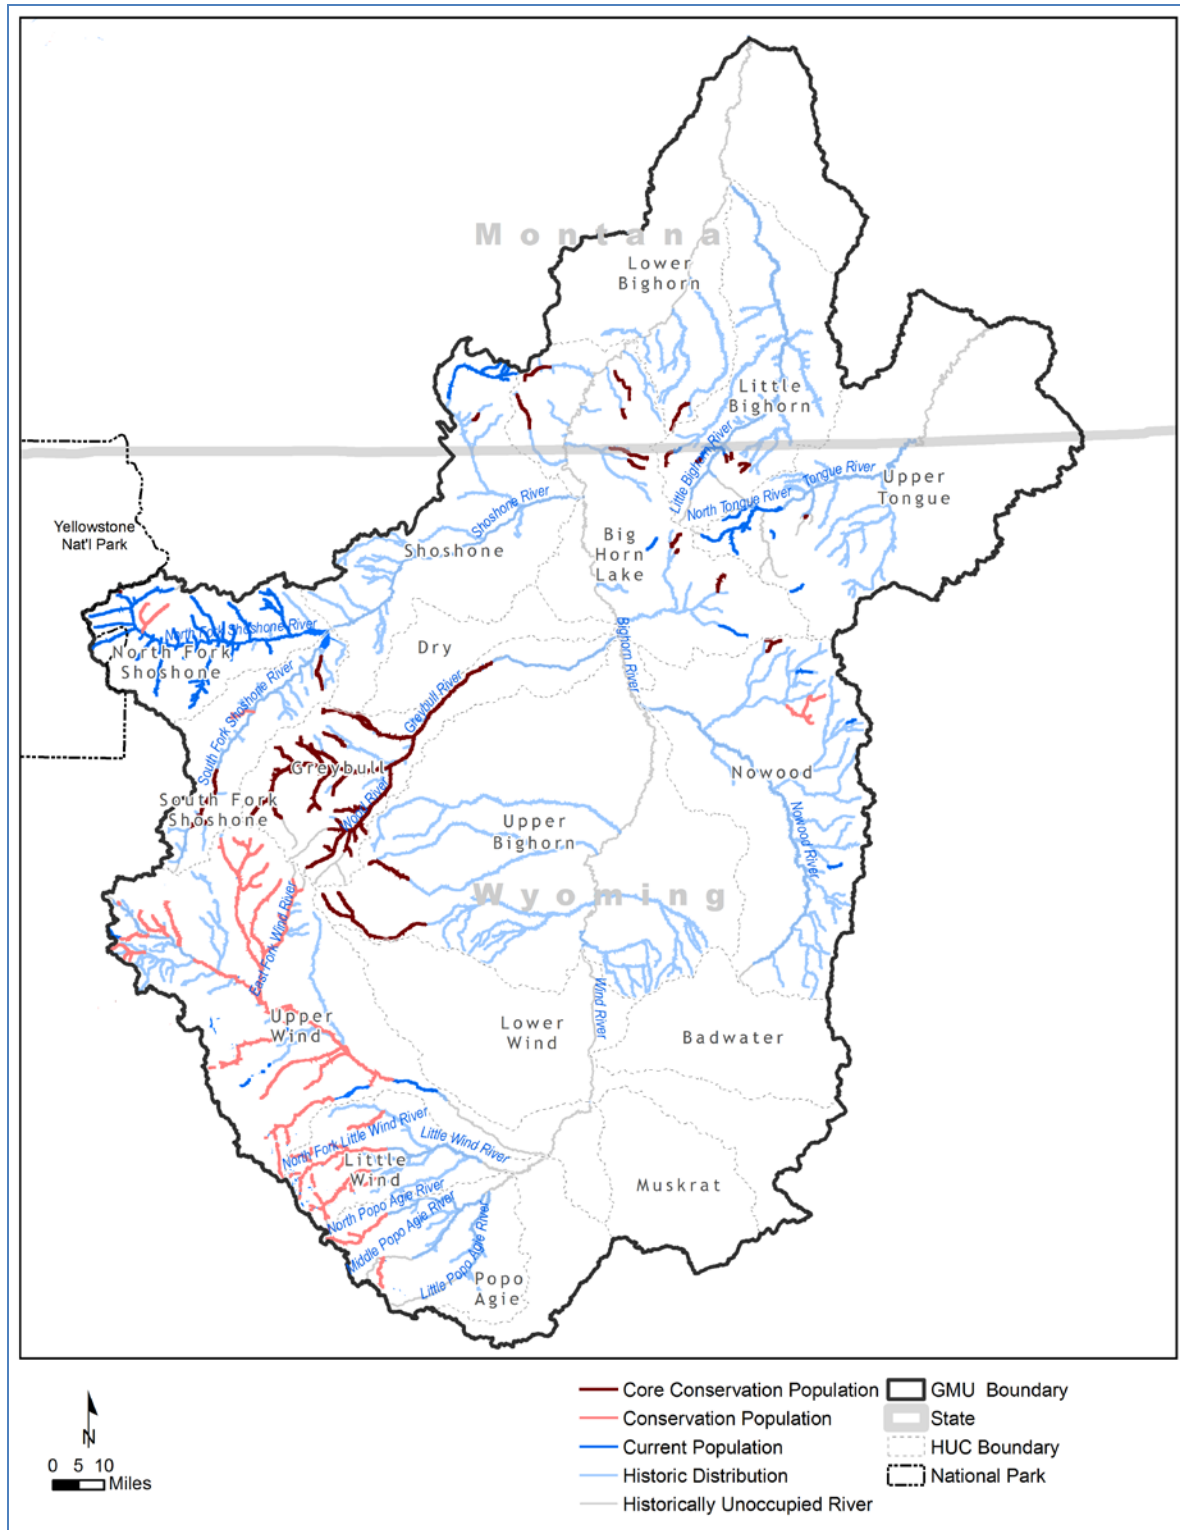 Montana
Lower
Bighorn
Little
Bighorn
Little Bighorn River
Tongue River
North Tongue River
Upper
Tongue
Yellowstone
Nat'l Park
Shoshone River
Shoshone
Big
Horn
Lake
North Fork Shoshone River
North Fork
Shoshone
Dry
Bighorn River
South Fork Shoshone River
Greybull River
Greybull
Nowood
South Fork
Shoshone
Wood River
Upper
Bighorn
Nowood River
Wyoming
East Fork Wind River
Upper
Wind
Lower
Wind
Wind River
Badwater
North Fork Little Wind River
Little Wind River
Little
Wind
Muskrat
North Popo Agie River
Middle Popo Agie River
Little Popo Agie River
Popo
Agie
N
0 5 10
Miles
Core Conservation Population
Conservation Population
Current Population
Historic Distribution
Historically Unoccupied River
GMU Boundary
State
HUC Boundary
National Park